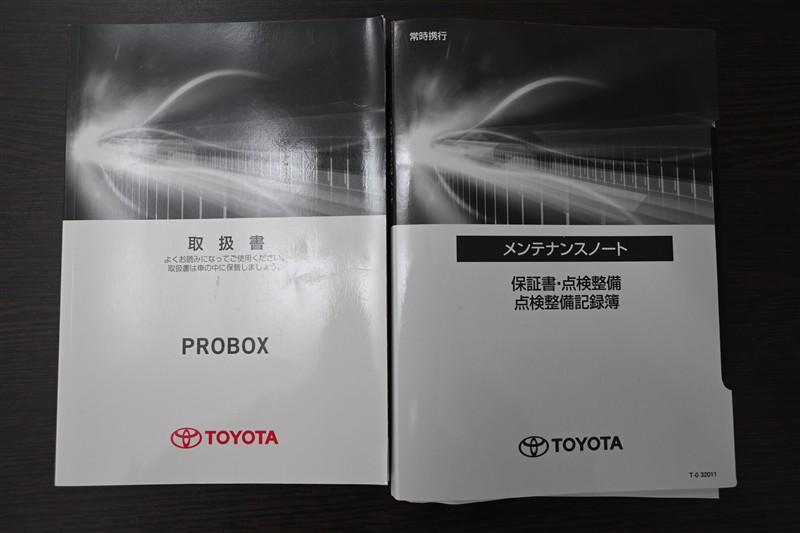 取扱書
よくお読みになってご使用ください。
取扱書は車の中に保管しましょう。
PROBOX
TOYOTA
常時携行
メンテナンスノート
保証書・点検整備
点検整備記録簿
TOYOTA
T-0 32011